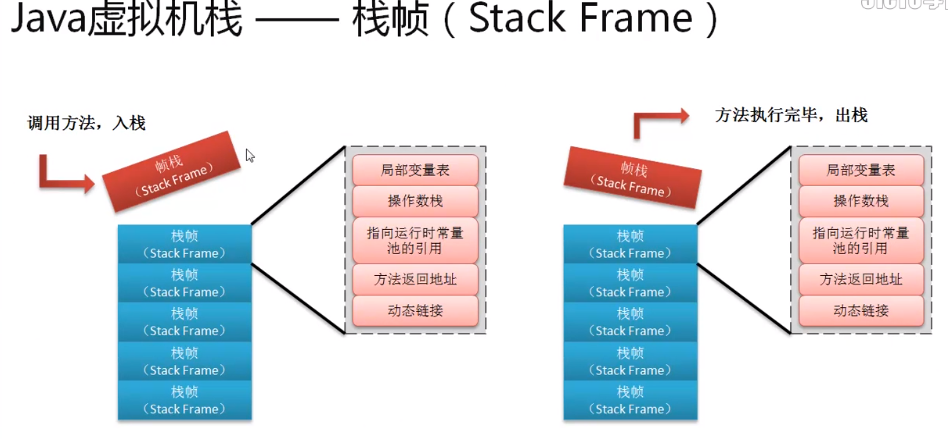 Java虚拟机栈 —— 栈帧（Stack Frame）
调用方法，入栈
帧栈
（Stack Frame）
栈帧
（Stack Frame）
栈帧
（Stack Frame）
栈帧
（Stack Frame）
栈帧
（Stack Frame）
栈帧
（Stack Frame）
局部变量表
操作数栈
指向运行时常量
池的引用
方法返回地址
动态链接
方法执行完毕，出栈
帧栈
（Stack Frame）
栈帧
（Stack Frame）
栈帧
（Stack Frame）
栈帧
（Stack Frame）
栈帧
（Stack Frame）
栈帧
（Stack Frame）
局部变量表
操作数栈
指向运行时常量
池的引用
方法返回地址
动态链接